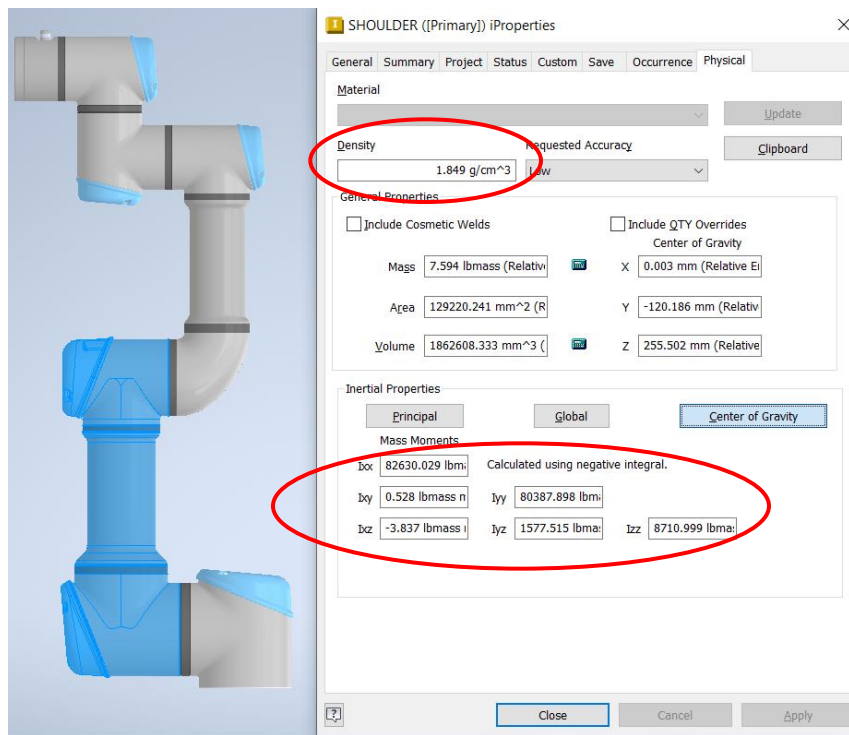 SHOULDER ([Primary]) iProperties
General Summary Project Status Custom Save Occurrence Physical
Material
Update
Density Requested Accuracy
Clipboard
1.849 g/cm^3 Low
General Properties
Include Cosmetic Welds Include QTY Overrides
Center of Gravity
Mass 7.594 lbmass (Relativ X 0.003 mm (Relative E
Area 129220.241 mm^2 (R Y -120.186 mm (Relativ
Volume 1862608.333 mm^3 ( Z 255.502 mm (Relative
Inertial Properties
Principal Global Center of Gravity
Mass Moments
Ixx 82630.029 lbm Calculated using negative integral.
Ixy 0.528 lbmass Iyy 80387.898 lbm
Ixz -3.837 lbmass Iyz 1577.515 lbmas Izz 8710.999 lbmas
? Close Cancel Apply